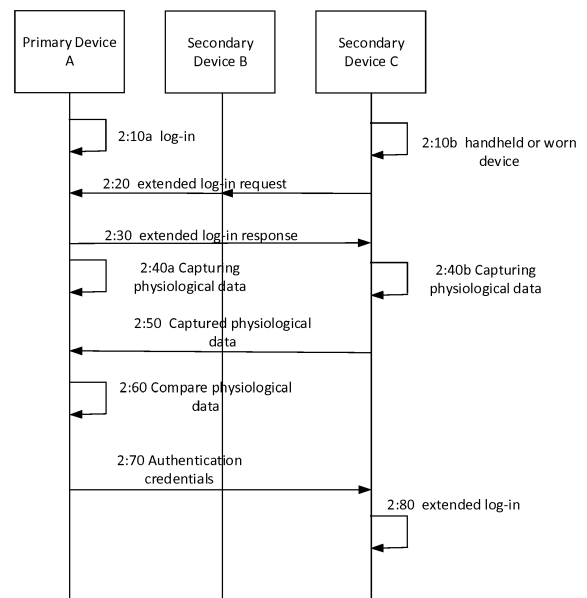 Primary Device
A
Secondary
Device B
Secondary
Device C
2:10a  log-in
2:10b  handheld or worn
device
2:20  extended log-in request
2:30  extended log-in response
2:40a Capturing
physiological data
2:40b Capturing
physiological data
2:50  Captured physiological
data
2:60 Compare physiological
data
2:70 Authentication
credentials
2:80  extended log-in